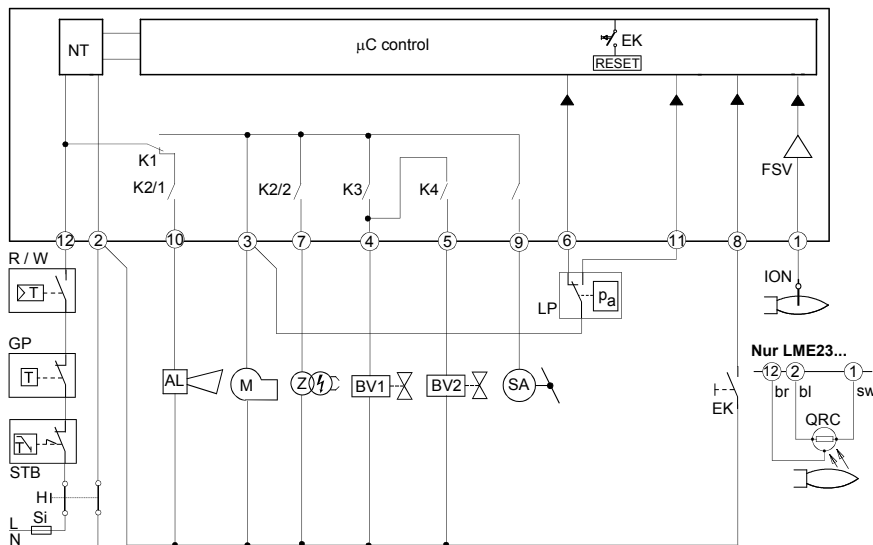 NT
µC control
EK
RESET
K1
K2/1
K2/2
K3
K4
FSV
12
2
10
3
7
4
5
9
6
11
8
1
R / W
T
LP
pa
ION
GP
T
Nur LME23...
12
2
1
AL
M
Z
BV1
BV2
SA
EK
br
bl
sw
QRC
T
STB
H
L
Si
N